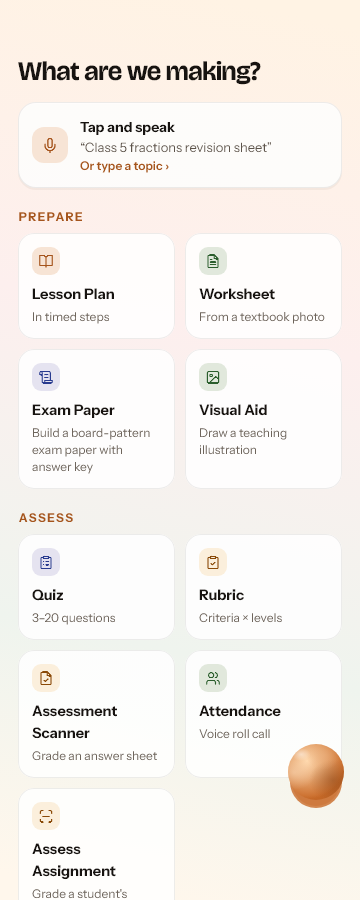 What are we making?
Tap and speak
“Class 5 fractions revision sheet”
Or type a topic ›
PREPARE
Lesson Plan
In timed steps
Worksheet
From a textbook photo
Exam Paper
Build a board-pattern
exam paper with
answer key
Visual Aid
Draw a teaching
illustration
ASSESS
Quiz
3–20 questions
Rubric
Criteria × levels
Assessment
Scanner
Grade an answer sheet
Attendance
Voice roll call
Assess
Assignment
Grade a student's